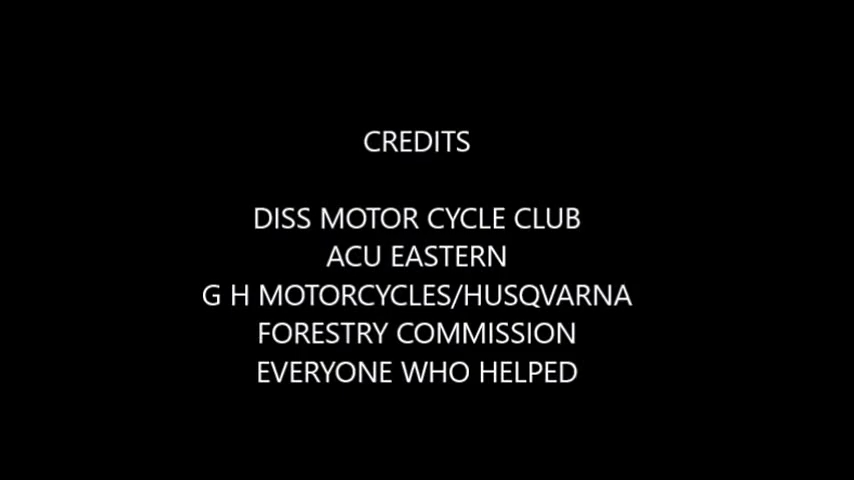 CREDITS
DISS MOTOR CYCLE CLUB
ACU EASTERN
G H MOTORCYCLES/HUSQVARNA
FORESTRY COMMISSION
EVERYONE WHO HELPED